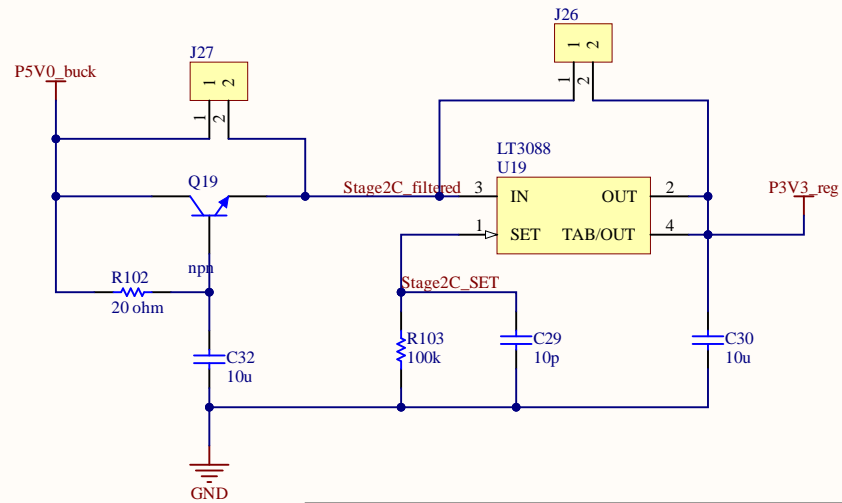 J26
1 2
1
2
J27
1 2
1
2
P5V0_buck
LT3088
U19
Q19
Stage2C_filtered
3
IN
OUT
2
P3V3_reg
1
SET
TAB/OUT
4
npn
R102
20 ohm
Stage2C_SET
R103
100k
C29
10p
C30
10u
C32
10u
GND